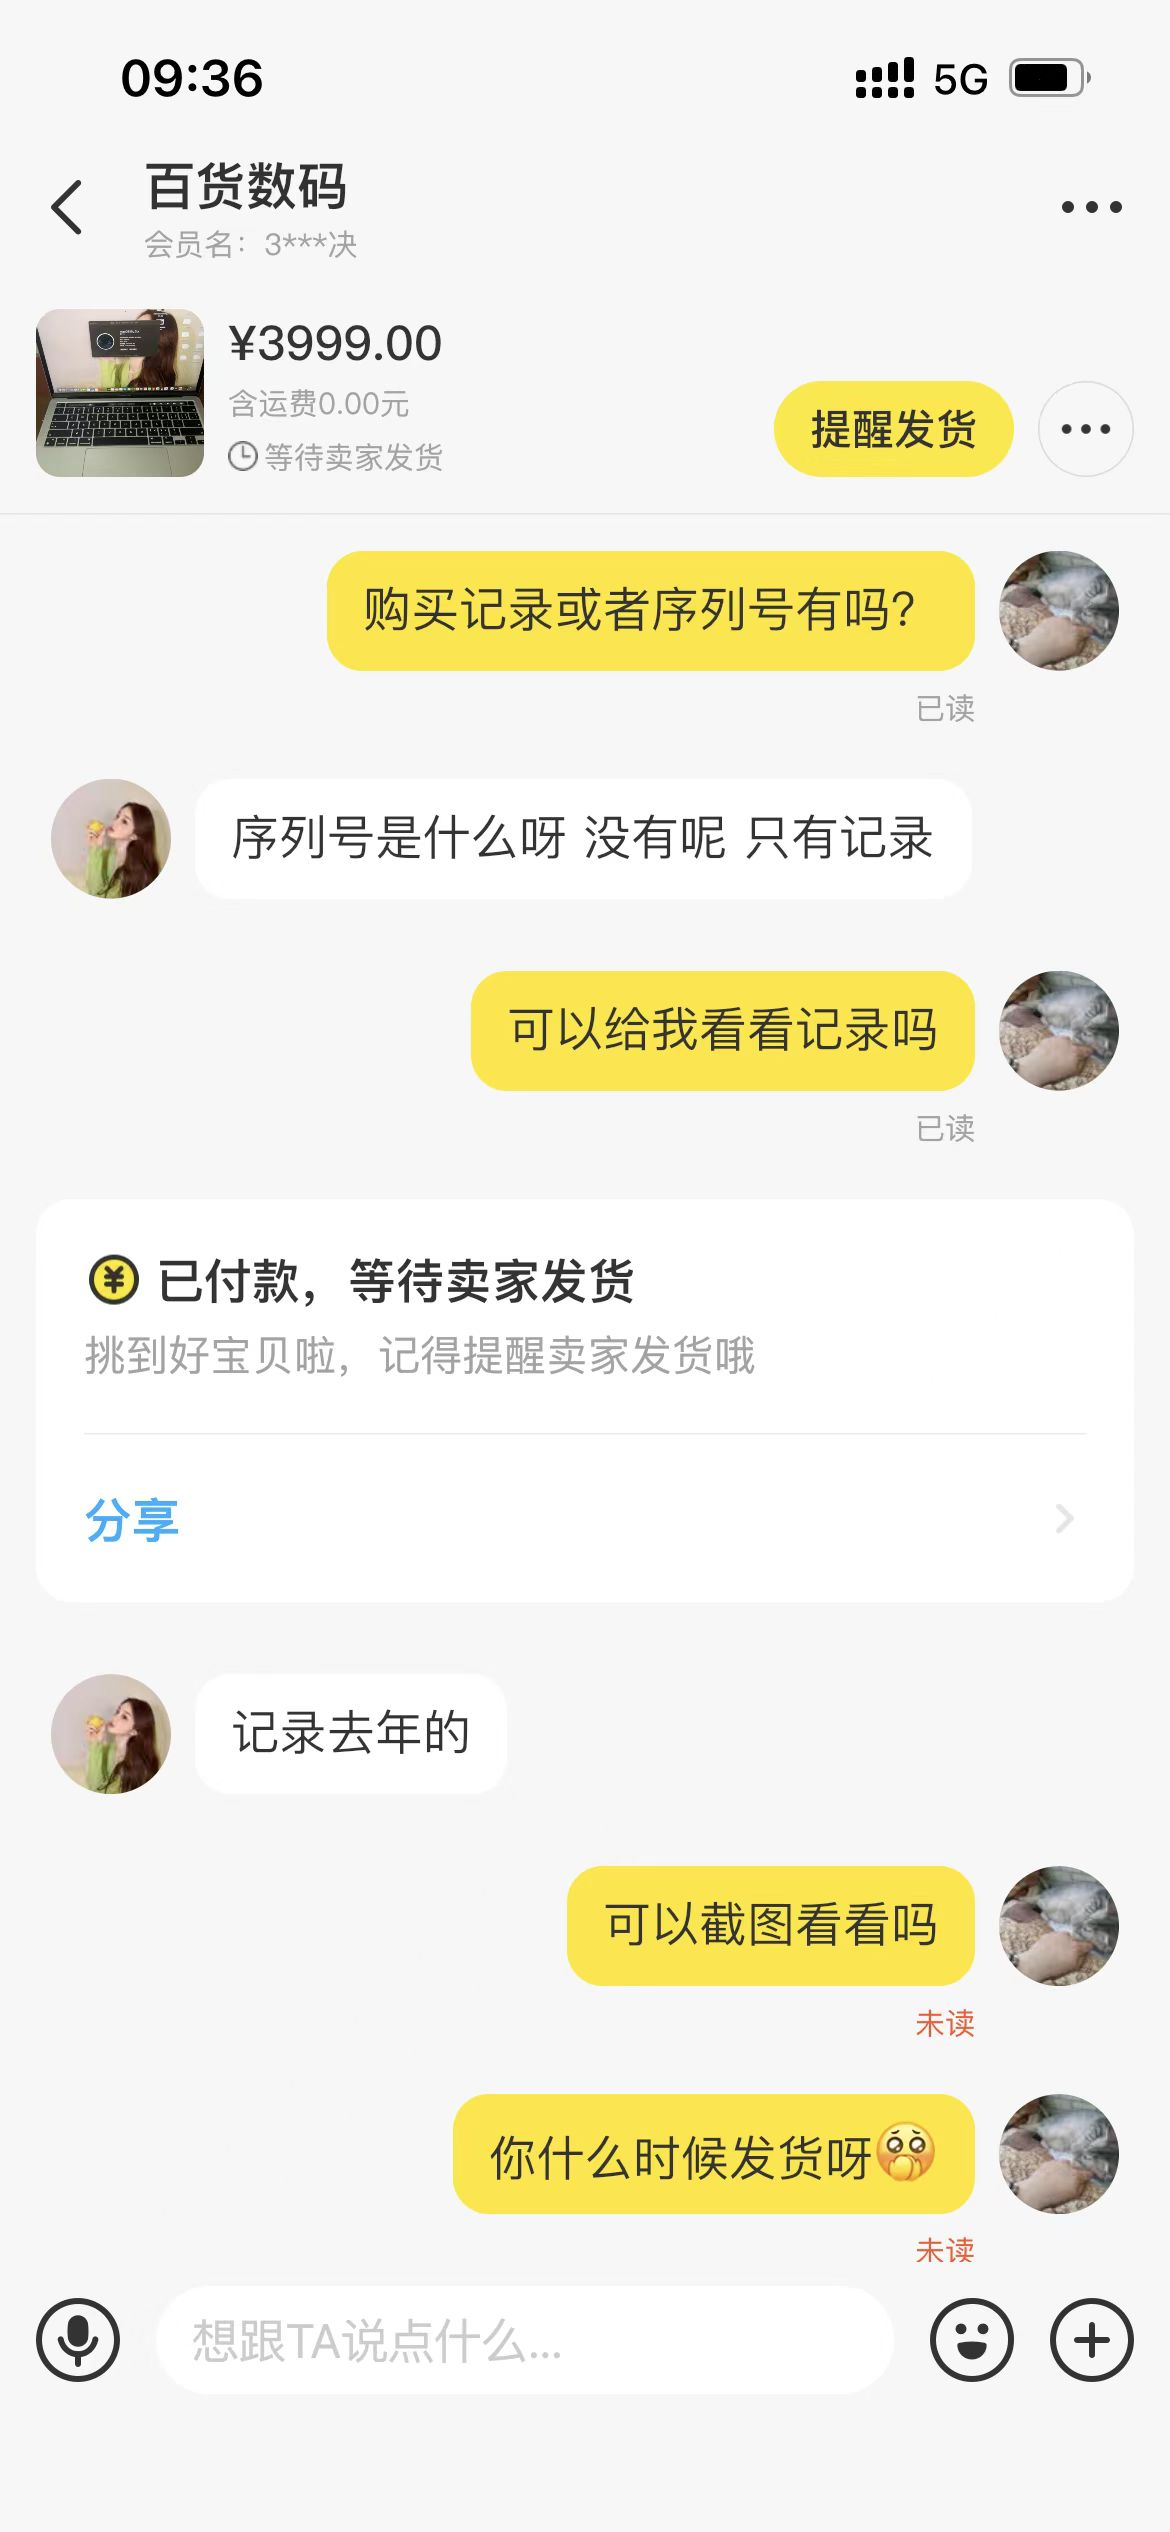 09:36
5G
百货数码
会员名：3***决
¥3999.00
含运费0.00元
等待卖家发货
提醒发货
购买记录或者序列号有吗？
已读
序列号是什么呀 没有呢 只有记录
可以给我看看记录吗
已读
已付款，等待卖家发货
挑到好宝贝啦，记得提醒卖家发货哦
分享
记录去年的
可以截图看看吗
未读
你什么时候发货呀
未读
想跟TA说点什么...